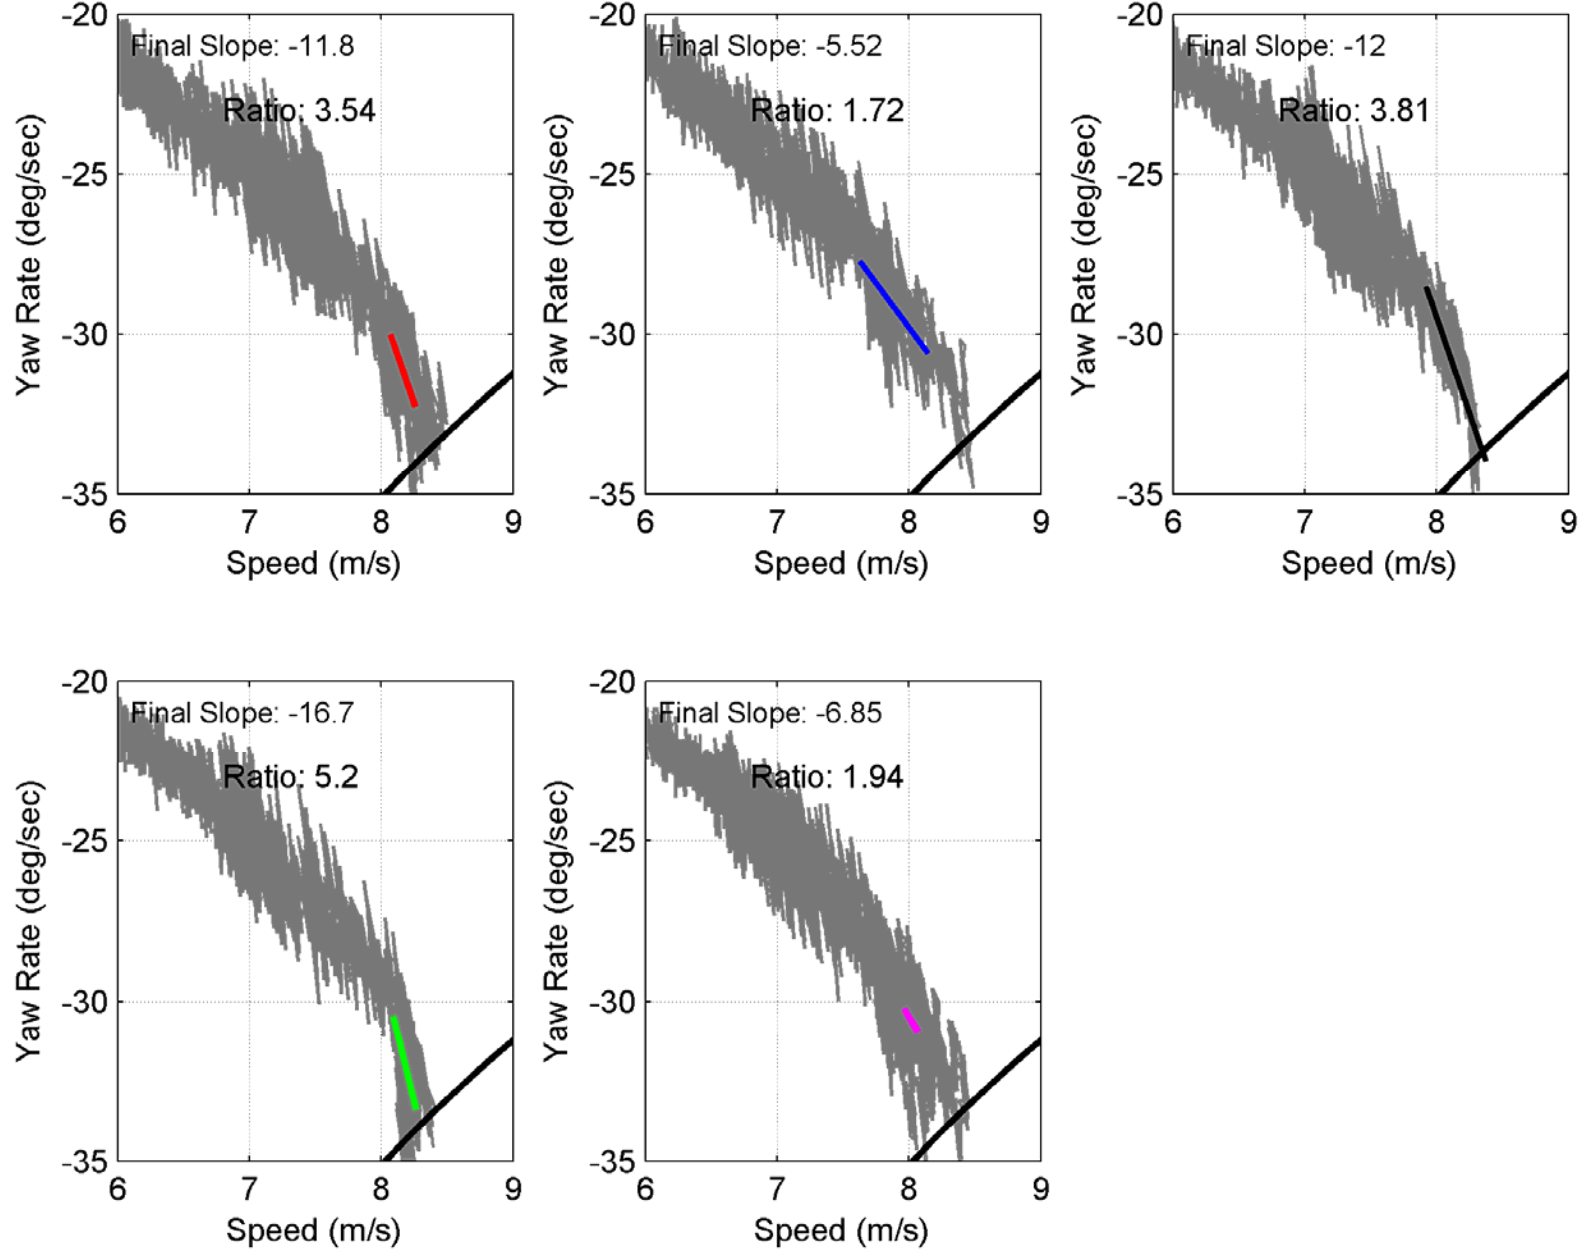 -20
-25
-30
-35
Yaw Rate (deg/sec)
Final Slope: -11.8
Ratio: 3.54
6 7 8 9
Speed (m/s)
-20
-25
-30
-35
Yaw Rate (deg/sec)
Final Slope: -5.52
Ratio: 1.72
6 7 8 9
Speed (m/s)
-20
-25
-30
-35
Yaw Rate (deg/sec)
Final Slope: -12
Ratio: 3.81
6 7 8 9
Speed (m/s)
-20
-25
-30
-35
Yaw Rate (deg/sec)
Final Slope: -16.7
Ratio: 5.2
6 7 8 9
Speed (m/s)
-20
-25
-30
-35
Yaw Rate (deg/sec)
Final Slope: -6.85
Ratio: 1.94
6 7 8 9
Speed (m/s)